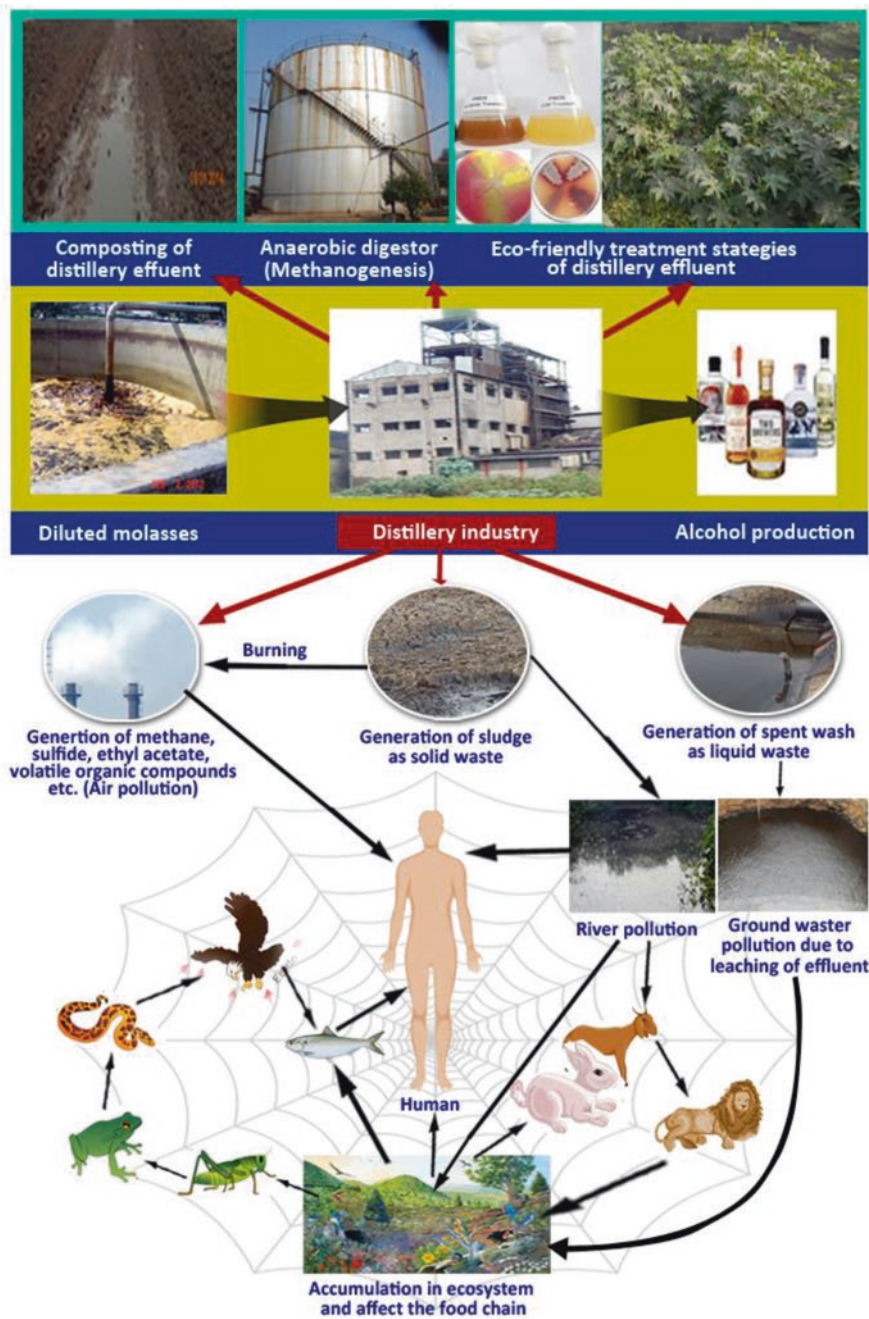 Composting of
distillery effuent
Anaerobic digestor
(Methanogenesis)
Eco-friendly treatment stategies
of distillery effluent
TWO
BREWERS
Diluted molasses
Distillery industry
Alcohol production
Burning
Genertion of methane,
sulfide, ethyl acetate,
volatile organic compounds
etc. (Air pollution)
Generation of sludge
as solid waste
Generation of spent wash
as liquid waste
River pollution
Ground waster
pollution due to
leaching of effluent
Human
Accumulation in ecosystem
and affect the food chain